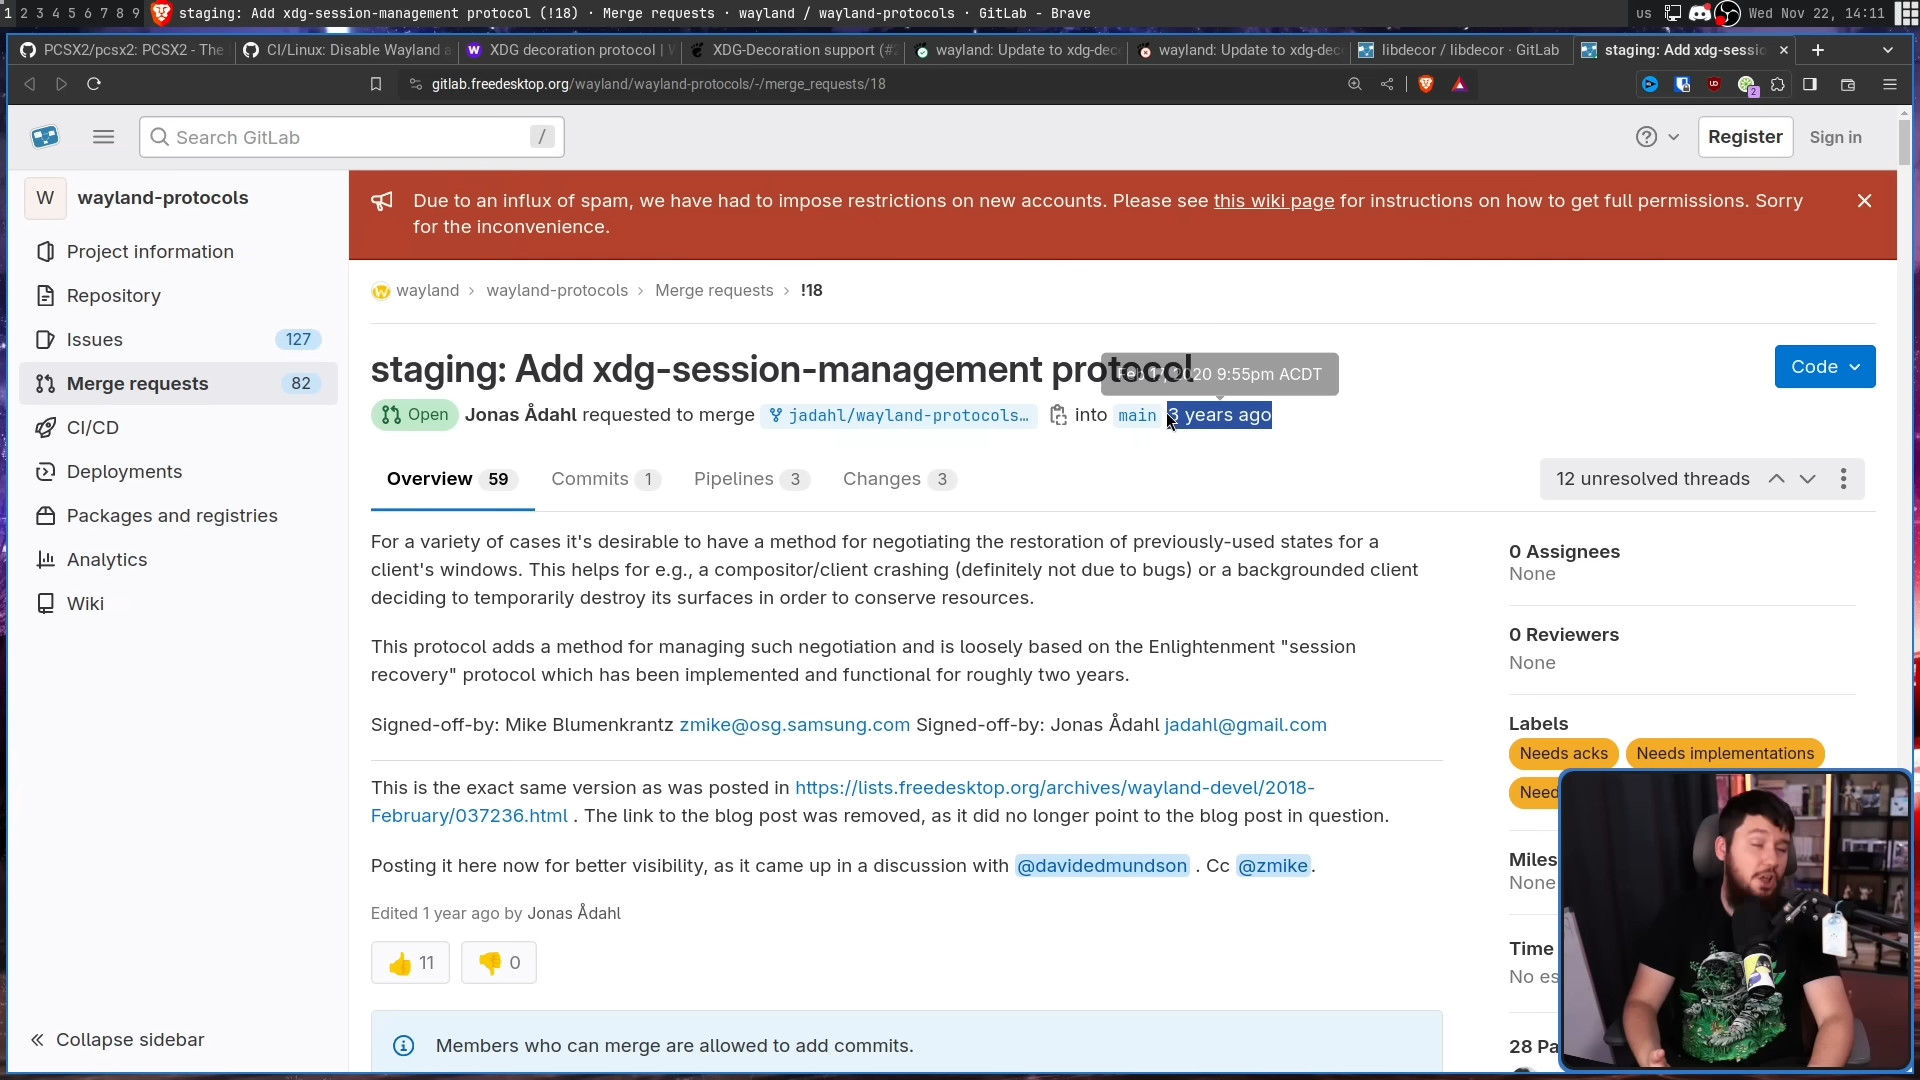 1 2 3 4 5 6 7 8 9 staging: Add xdg-session-management protocol (!18) · Merge requests · wayland / wayland-protocols · GitLab - Brave us Wed Nov 22, 14:11
PCSX2/pcsx2: PCSX2 - The CI/Linux: Disable Wayland a XDG decoration protocol | W XDG-Decoration support (#2 wayland: Update to xdg-dec wayland: Update to xdg-dec libdecor / libdecor · GitLab staging: Add xdg-sessio
gitlab.freedesktop.org/wayland/wayland-protocols/-/merge_requests/18 2
Search GitLab / Register Sign in
W wayland-protocols
Project information
Repository
Issues 127
Merge requests 82
CI/CD
Deployments
Packages and registries
Analytics
Wiki
Collapse sidebar
Due to an influx of spam, we have had to impose restrictions on new accounts. Please see this wiki page for instructions on how to get full permissions. Sorry
for the inconvenience.
wayland › wayland-protocols › Merge requests › !18
staging: Add xdg-session-management protocol
2020 9:55pm ACDT
Code
Open Jonas Ådahl requested to merge jadahl/wayland-protocols… into main 3 years ago
Overview 59 Commits 1 Pipelines 3 Changes 3
12 unresolved threads
For a variety of cases it's desirable to have a method for negotiating the restoration of previously-used states for a
client's windows. This helps for e.g., a compositor/client crashing (definitely not due to bugs) or a backgrounded client
deciding to temporarily destroy its surfaces in order to conserve resources.
This protocol adds a method for managing such negotiation and is loosely based on the Enlightenment "session
recovery" protocol which has been implemented and functional for roughly two years.
Signed-off-by: Mike Blumenkrantz zmike@osg.samsung.com Signed-off-by: Jonas Ådahl jadahl@gmail.com
This is the exact same version as was posted in https://lists.freedesktop.org/archives/wayland-devel/2018-
February/037236.html . The link to the blog post was removed, as it did no longer point to the blog post in question.
Posting it here now for better visibility, as it came up in a discussion with @davidedmundson . Cc @zmike.
Edited 1 year ago by Jonas Ådahl
11 0
Members who can merge are allowed to add commits.
0 Assignees
None
0 Reviewers
None
Labels
Needs acks Needs implementations
Need
Miles
None
Time
No es
28 Pa